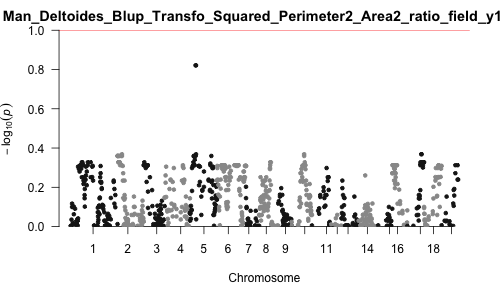 Man_Deltoides_Blup_Transfo_Squared_Perimeter2_Area2_ratio_field_y1
1.0
0.8
0.6
0.4
0.2
0.0
− log10(p)
1 2 3 4 5 6 7 8 9 11 14 16 18
Chromosome